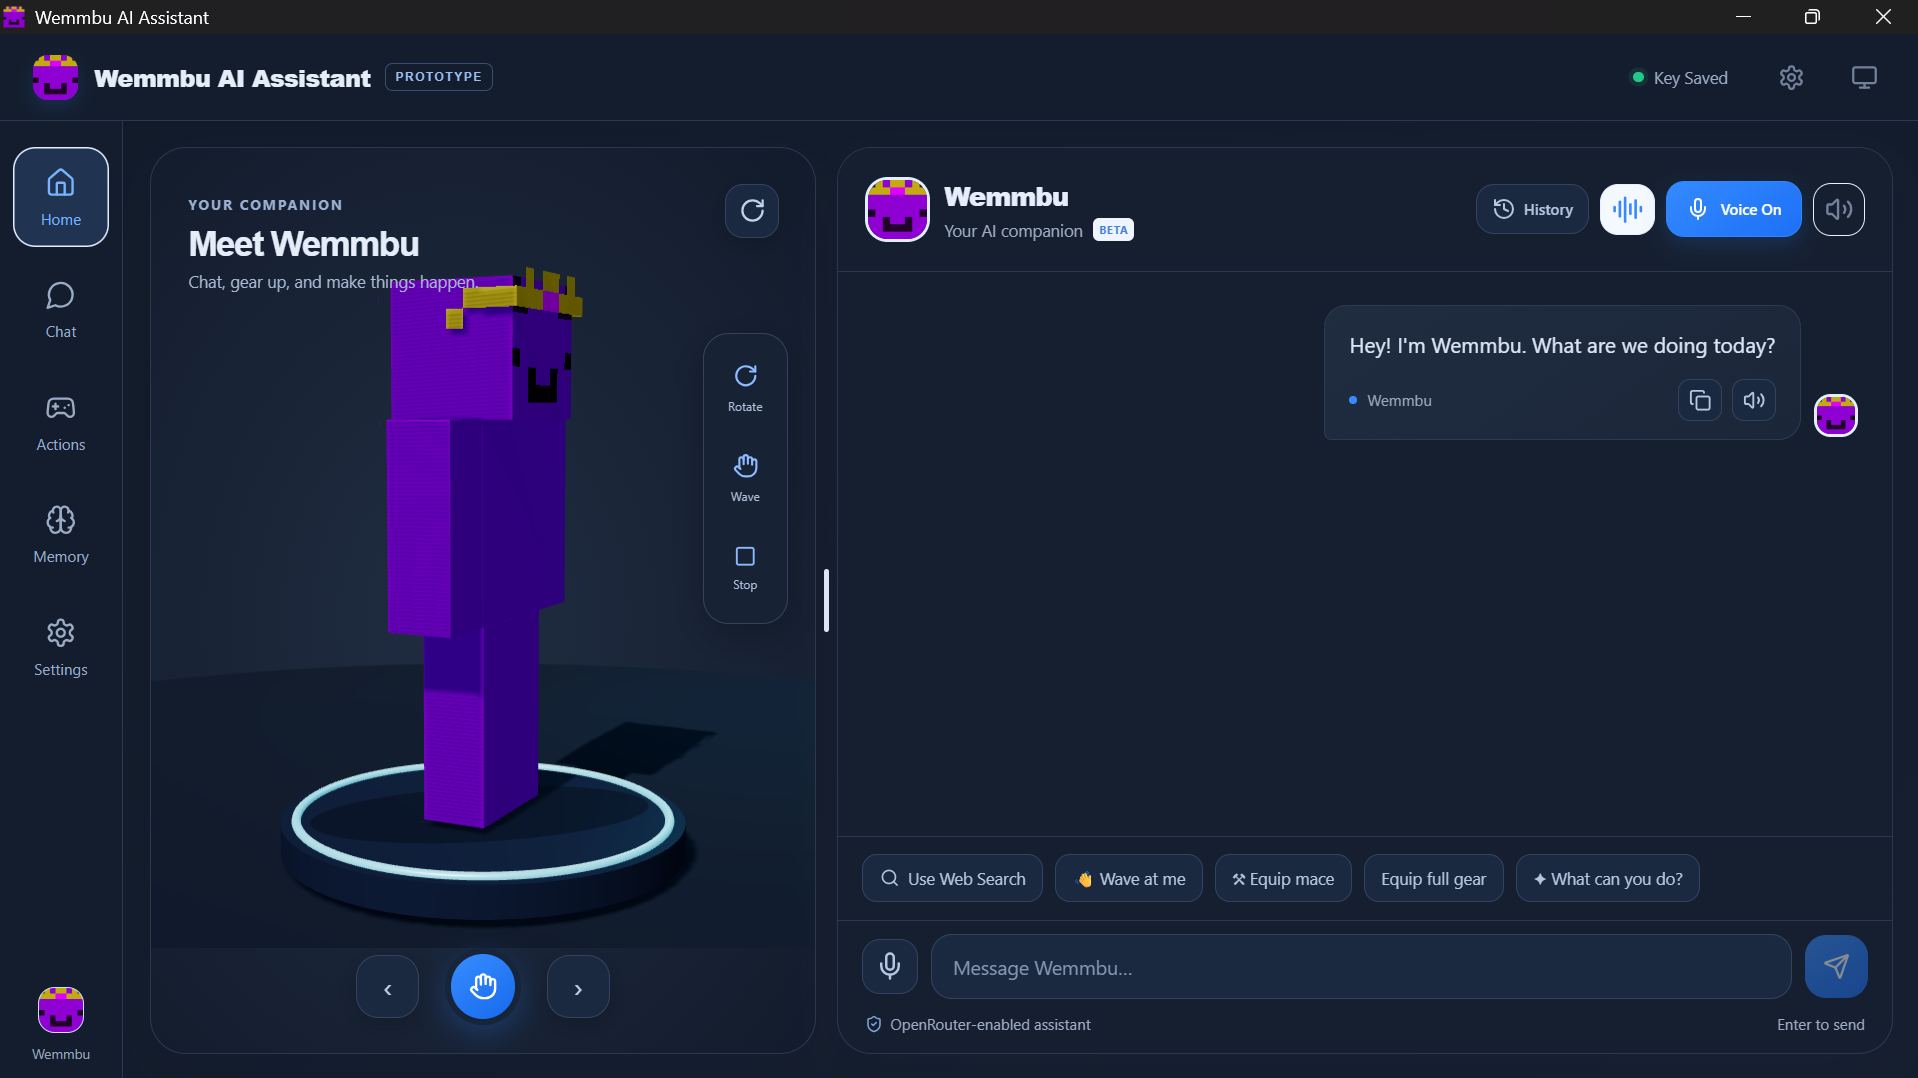 Wemmbu AI Assistant
Wemmbu AI Assistant
PROTOTYPE
Key Saved
Home
Chat
Actions
Memory
Settings
Wemmbu
YOUR COMPANION
Meet Wemmbu
Chat, gear up, and make things happen.
Rotate
Wave
Stop
‹
›
Wemmbu
Your AI companion
BETA
History
Voice On
Hey! I'm Wemmbu. What are we doing today?
Wemmbu
Use Web Search
👋 Wave at me
⚒ Equip mace
Equip full gear
✦ What can you do?
Message Wemmbu...
OpenRouter-enabled assistant
Enter to send